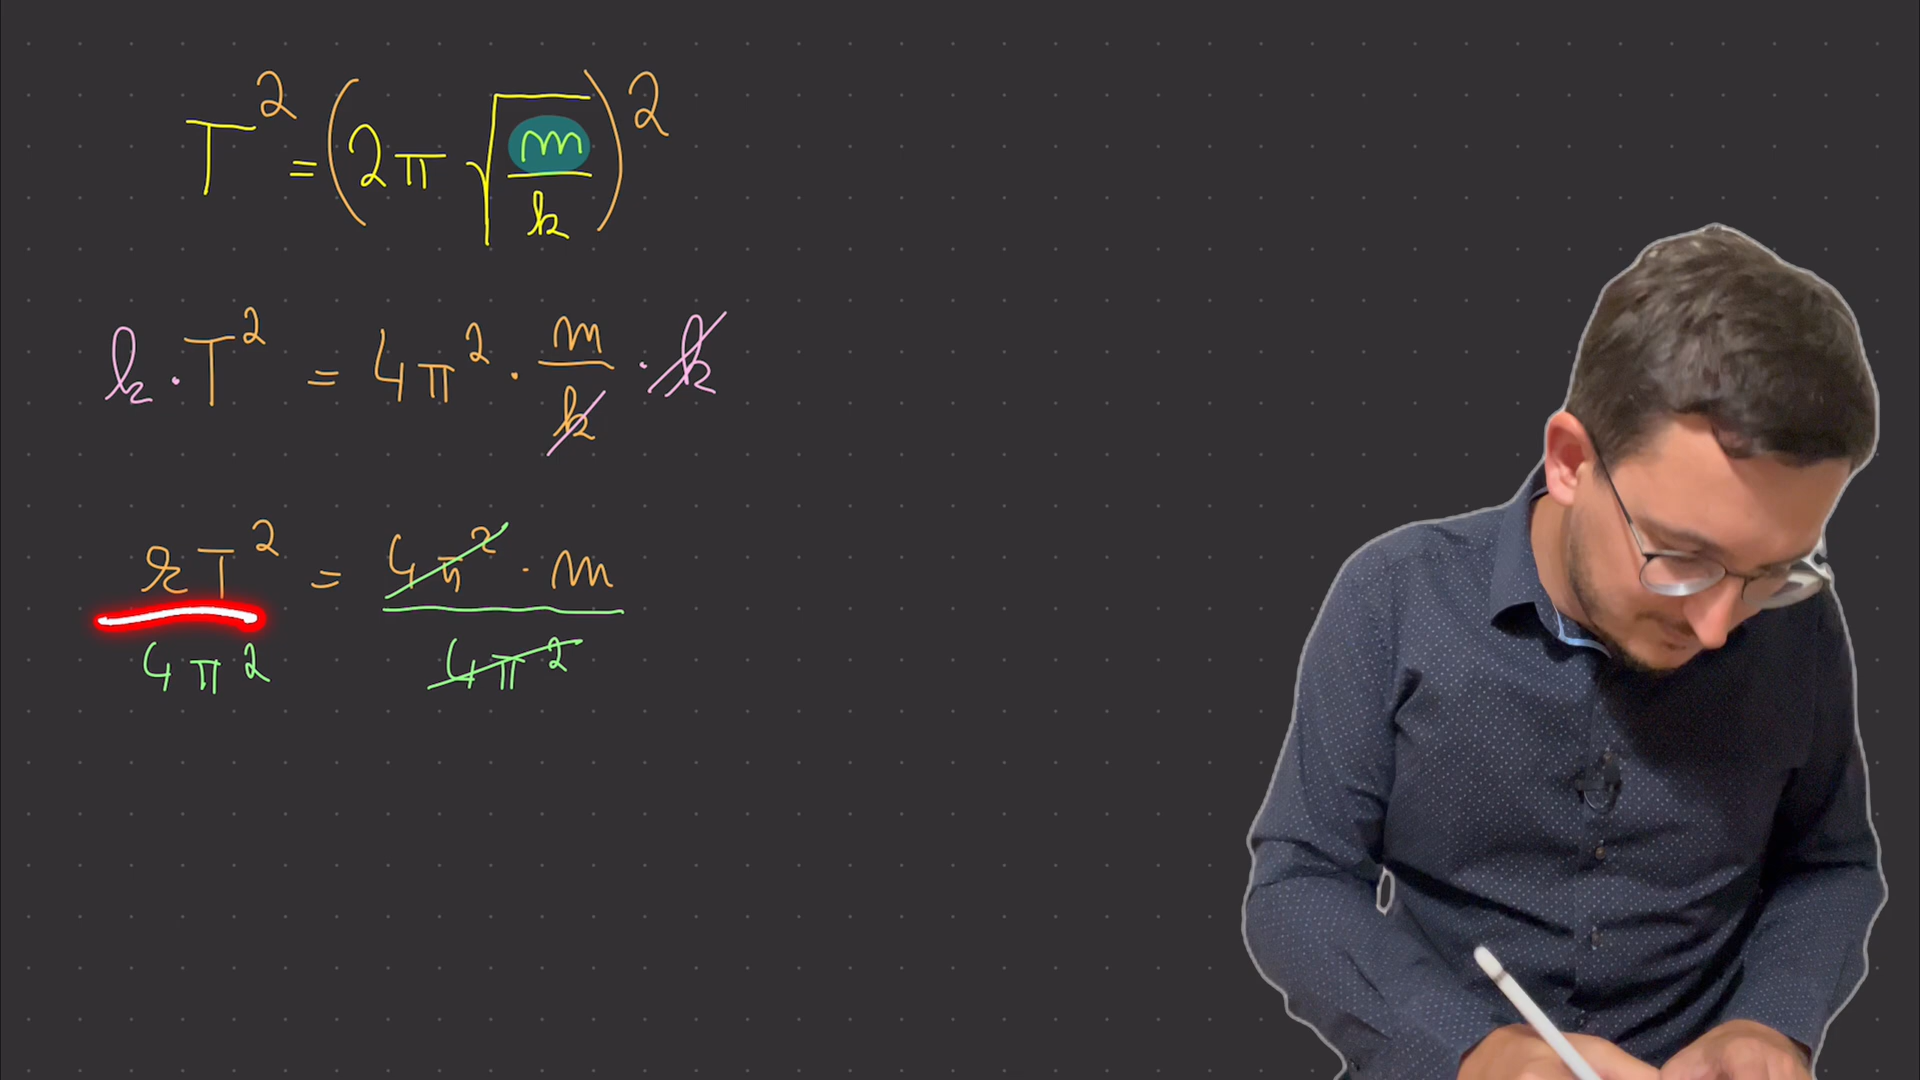 T² = (2π √(m/k))²
k · T² = 4π² · m/k · k
kT²/4π² = 4π² · m/4π²